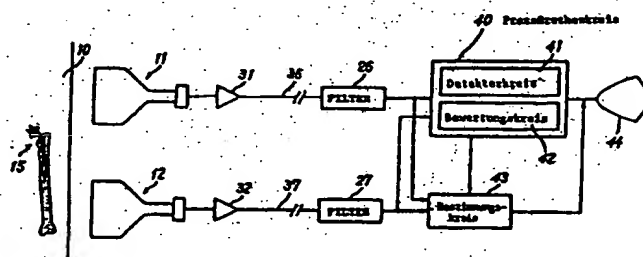 40 Prozeßrechenkreis
10
11
31
36
26
41
FILTER
Detektorkreis
Bewertungskreis
42
44
15
12
32
37
27
43
FILTER
Bestimmungs-
kreis